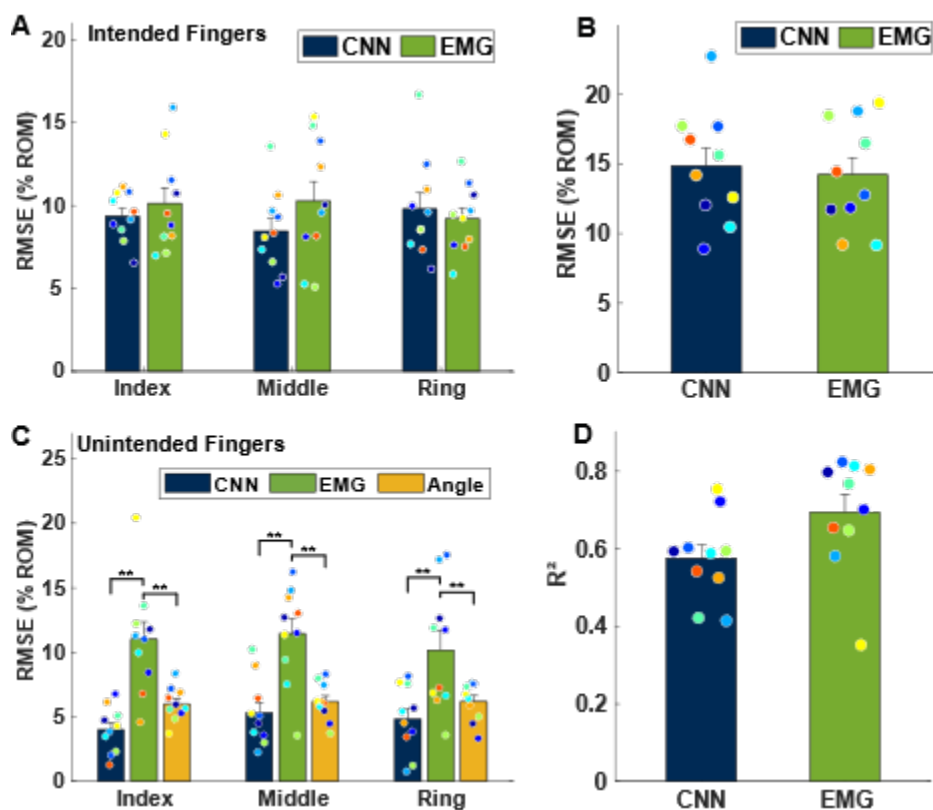 A
Intended Fingers
CNN EMG
RMSE (% ROM)
20
15
10
5
0
Index Middle Ring
B
CNN EMG
RMSE (% ROM)
20
15
10
5
0
CNN EMG
C
Unintended Fingers
CNN EMG Angle
RMSE (% ROM)
25
20
15
10
5
0
** ** ** ** ** **
Index Middle Ring
D
R²
0.8
0.6
0.4
0.2
0
CNN EMG